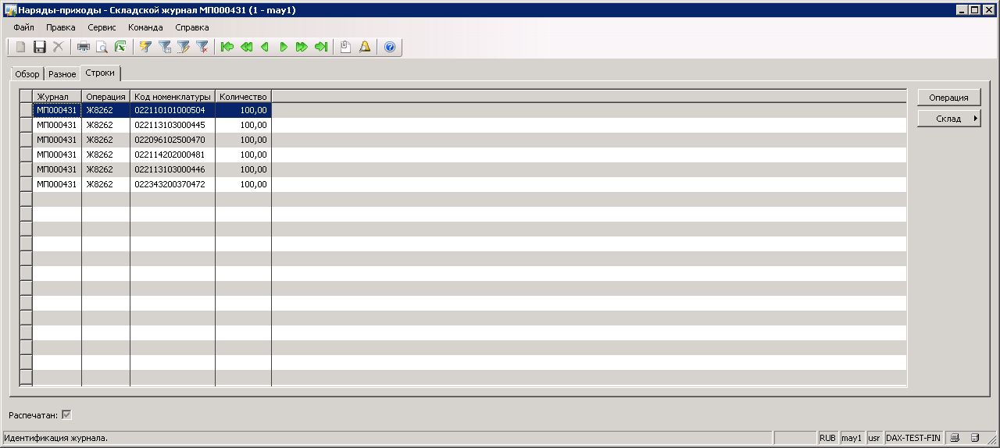 Наряды-приходы - Складской журнал МП000431 (1 - may1)
Файл Правка Сервис Команда Справка
Обзор Разное Строки
Журнал Операция Код номенклатуры Количество
МП000431 Ж8262 022110101000504 100,00
МП000431 Ж8262 022113103000445 100,00
МП000431 Ж8262 022096102500470 100,00
МП000431 Ж8262 022114202000481 100,00
МП000431 Ж8262 022113103000446 100,00
МП000431 Ж8262 022343200370472 100,00
Операция
Склад
Распечатан:
Идентификация журнала. RUB may1 usr DAX-TEST-FIN